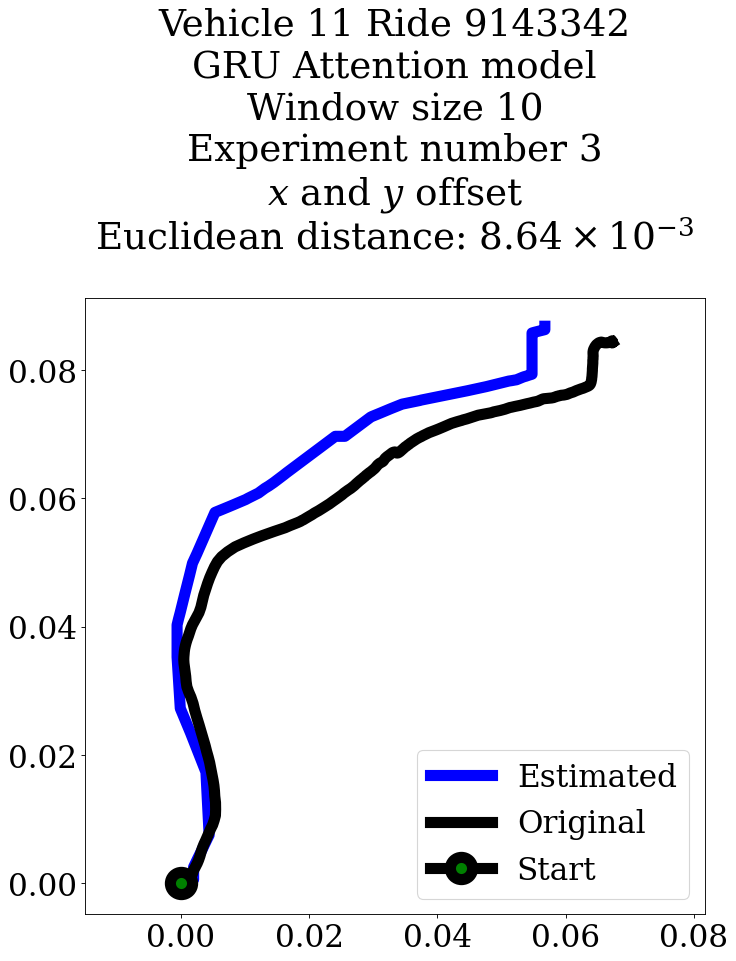 Vehicle 11 Ride 9143342
GRU Attention model
Window size 10
Experiment number 3
x and y offset
Euclidean distance: 8.64 × 10⁻³
0.08
0.06
0.04
0.02
0.00
Estimated
Original
Start
0.00 0.02 0.04 0.06 0.08